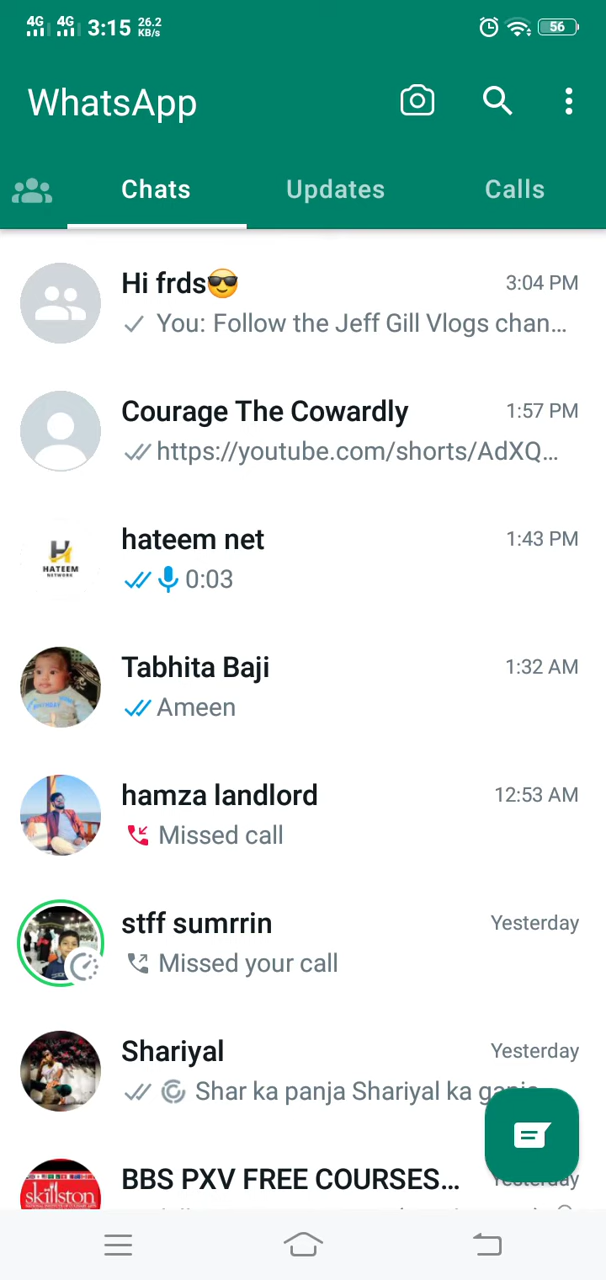 4G 4G 3:15 26.2 KB/s 56
WhatsApp
Chats Updates Calls
Hi frds😎 3:04 PM
You: Follow the Jeff Gill Vlogs chan...
Courage The Cowardly 1:57 PM
https://youtube.com/shorts/AdXQ...
hateem net 1:43 PM
H HATEEM NETWORK
0:03
Tabhita Baji 1:32 AM
Ameen
hamza landlord 12:53 AM
Missed call
stff sumrrin Yesterday
Missed your call
Shariyal Yesterday
Shar ka panja Shariyal ka
BBS PXV FREE COURSES... Yesterday
skillston